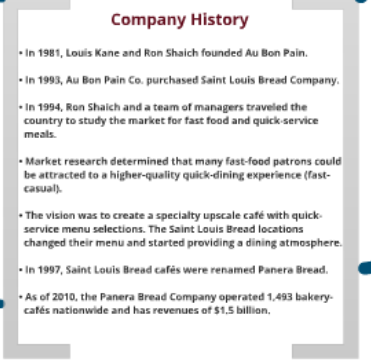 Company History
• In 1981, Louis Kane and Ron Shaich founded Au Bon Pain.
• In 1993, Au Bon Pain Co. purchased Saint Louis Bread Company.
• In 1994, Ron Shaich and a team of managers traveled the
country to study the market for fast food and quick-service
meals.
• Market research determined that many fast-food patrons could
be attracted to a higher-quality quick-dining experience (fast-
casual).
• The vision was to create a specialty upscale café with quick-
service menu selections. The Saint Louis Bread locations
changed their menu and started providing a dining atmosphere.
• In 1997, Saint Louis Bread cafés were renamed Panera Bread.
• As of 2010, the Panera Bread Company operated 1,493 bakery-
cafés nationwide and has revenues of $1,5 billion.